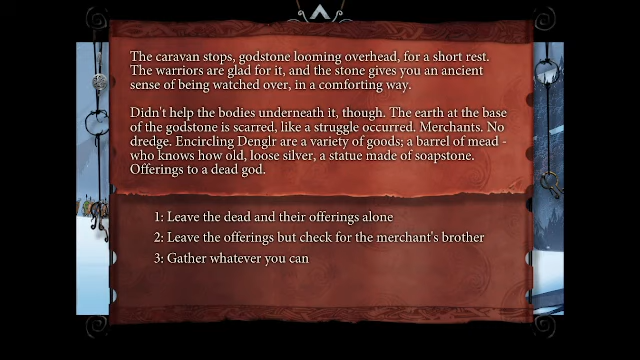 The caravan stops, godstone looming overhead, for a short rest.
The warriors are glad for it, and the stone gives you an ancient
sense of being watched over, in a comforting way.
Didn't help the bodies underneath it, though. The earth at the base
of the godstone is scarred, like a struggle occurred. Merchants. No
dredge. Encircling Denglr are a variety of goods; a barrel of mead -
who knows how old, loose silver, a statue made of soapstone.
Offerings to a dead god.
1: Leave the dead and their offerings alone
2: Leave the offerings but check for the merchant's brother
3: Gather whatever you can